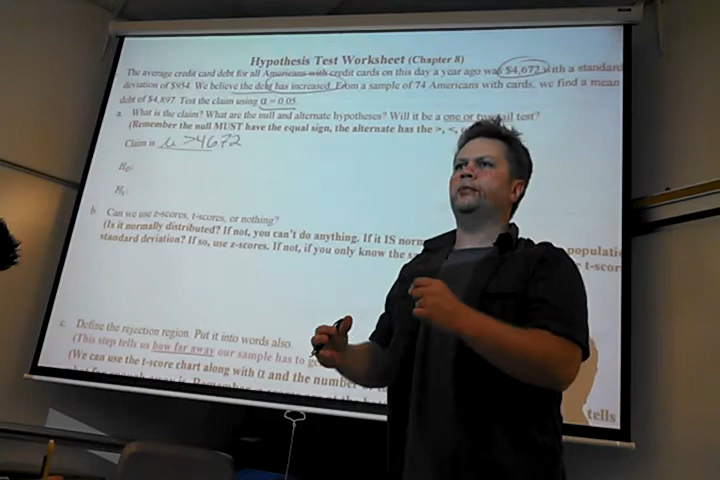 Hypothesis Test Worksheet (Chapter 8)
The average credit card debt for all Americans with credit cards on this day a year ago was $4,672 with a standard
deviation of $954. We believe the debt has increased. From a sample of 74 Americans with cards, we find a mean
debt of $4,897. Test the claim using α = 0.05.
a. What is the claim? What are the null and alternate hypotheses? Will it be a one or two tail test?
(Remember the null MUST have the equal sign, the alternate has the >, <,
Claim is μ >4672
H₀:
H₁:
b. Can we use z-scores, t-scores, or nothing?
(Is it normally distributed? If not, you can't do anything. If it IS norm populati
standard deviation? If so, use z-scores. If not, if you only know the t-scor
c. Define the rejection region. Put it into words also.
(This step tells us how far away our sample has to
(We can use the t-score chart along with α and the number
tells